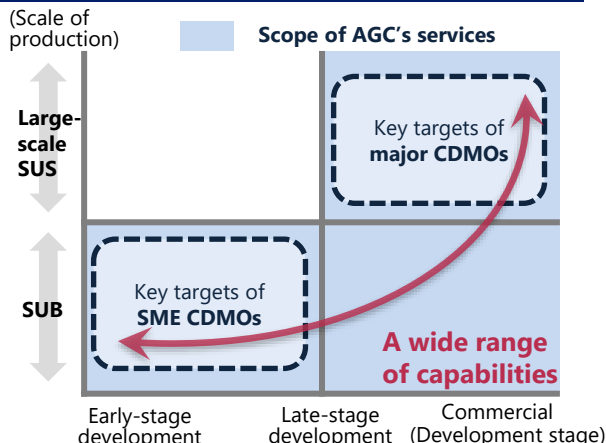 (Scale of
production)
Scope of AGC's services
Large-
scale
SUS
Key targets of
major CDMOs
SUB
Key targets of
SME CDMOs
A wide range
of capabilities
Early-stage
development
Late-stage
development
Commercial
(Development stage)